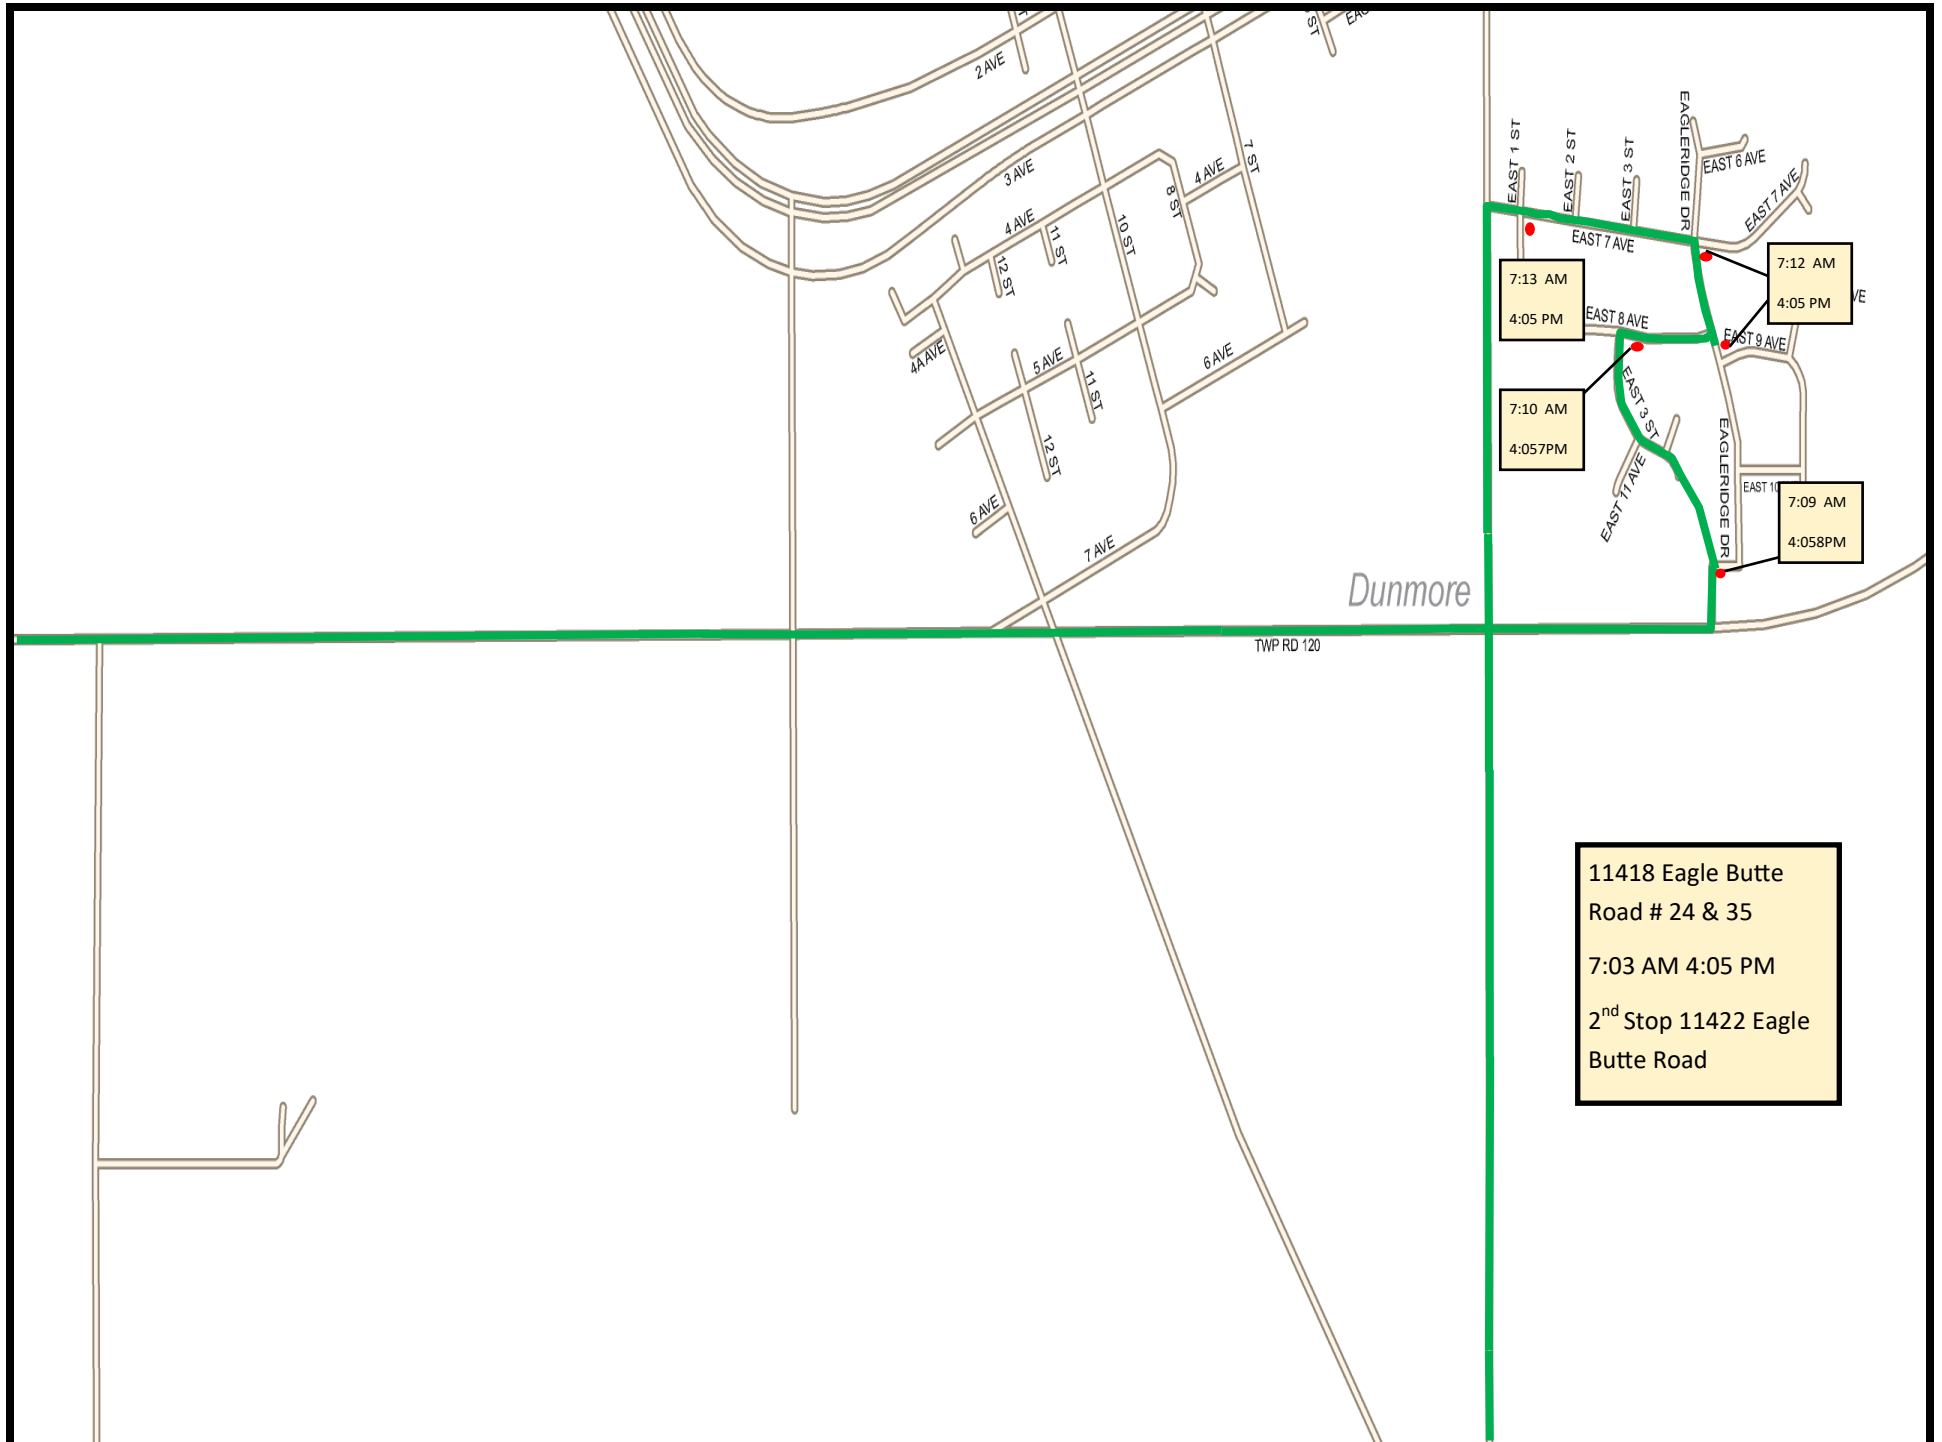 2 AVE
3 AVE
4 AVE
4 AVE
7 ST
8 ST
10 ST
11 ST
12 ST
4A AVE
5 AVE
11 ST
12 ST
6 AVE
6 AVE
7 AVE
EAST 1 ST
EAST 2 ST
EAST 3 ST
EAGLERIDGE DR
EAST 6 AVE
EAST 7 AVE
EAST 7 AVE
7:12 AM
4:05 PM
VE
7:13 AM
4:05 PM
EAST 8 AVE
EAST 9 AVE
7:10 AM
4:057PM
EAST 3 ST
EAST 11 AVE
EAGLERIDGE DR
EAST 10
7:09 AM
4:058PM
Dunmore
TWP RD 120
11418 Eagle Butte
Road # 24 & 35
7:03 AM 4:05 PM
2nd Stop 11422 Eagle
Butte Road